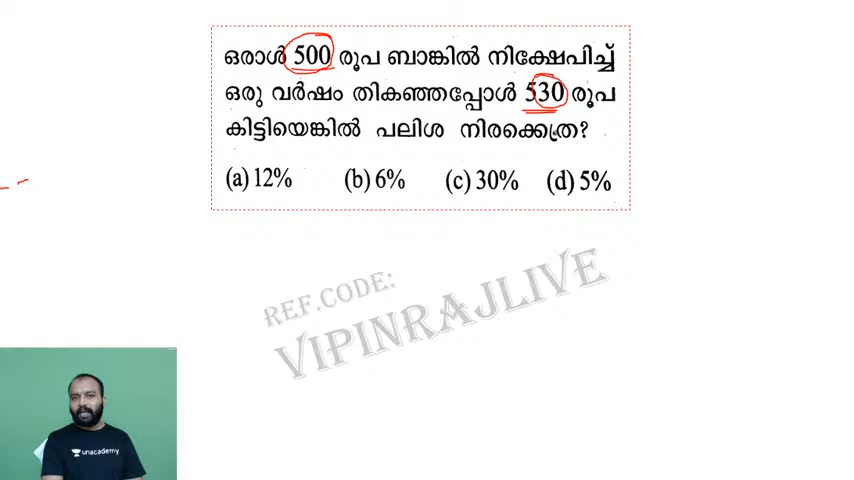 ഒരാൾ 500 രൂപ ബാങ്കിൽ നിക്ഷേപിച്ച്
ഒരു വർഷം തികഞ്ഞപ്പോൾ 530 രൂപ
കിട്ടിയെങ്കിൽ പലിശ നിരക്കെത്ര?
(a) 12% (b) 6% (c) 30% (d) 5%
REF.CODE:
VIPINRAJLIVE
unacademy